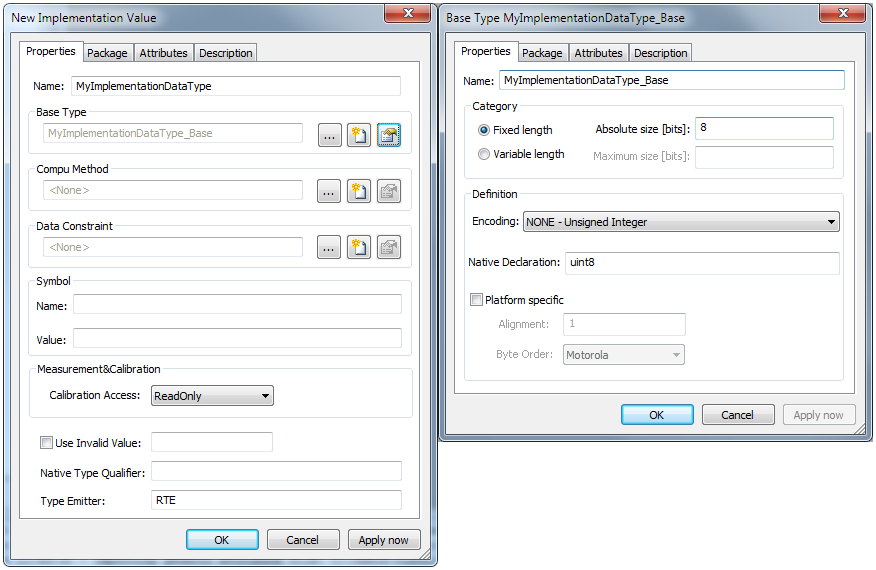 New Implementation Value
Properties Package Attributes Description
Name: MyImplementationDataType
Base Type
MyImplementationDataType_Base ...
Compu Method
<None> ...
Data Constraint
<None> ...
Symbol
Name:
Value:
Measurement&Calibration
Calibration Access: ReadOnly
Use Invalid Value:
Native Type Qualifier:
Type Emitter: RTE
OK Cancel Apply now
Base Type MyImplementationDataType_Base
Properties Package Attributes Description
Name: MyImplementationDataType_Base
Category
Fixed length Absolute size [bits]: 8
Variable length Maximum size [bits]:
Definition
Encoding: NONE - Unsigned Integer
Native Declaration: uint8
Platform specific
Alignment: 1
Byte Order: Motorola
OK Cancel Apply now